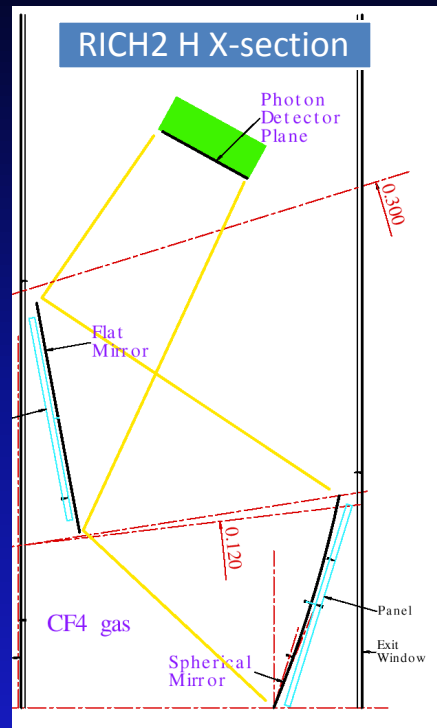 RICH2 H X-section
Photon
Detector
Plane
0.300
Flat
Mirror
0.120
CF4 gas
Panel
Exit
Window
Spherical
Mirror